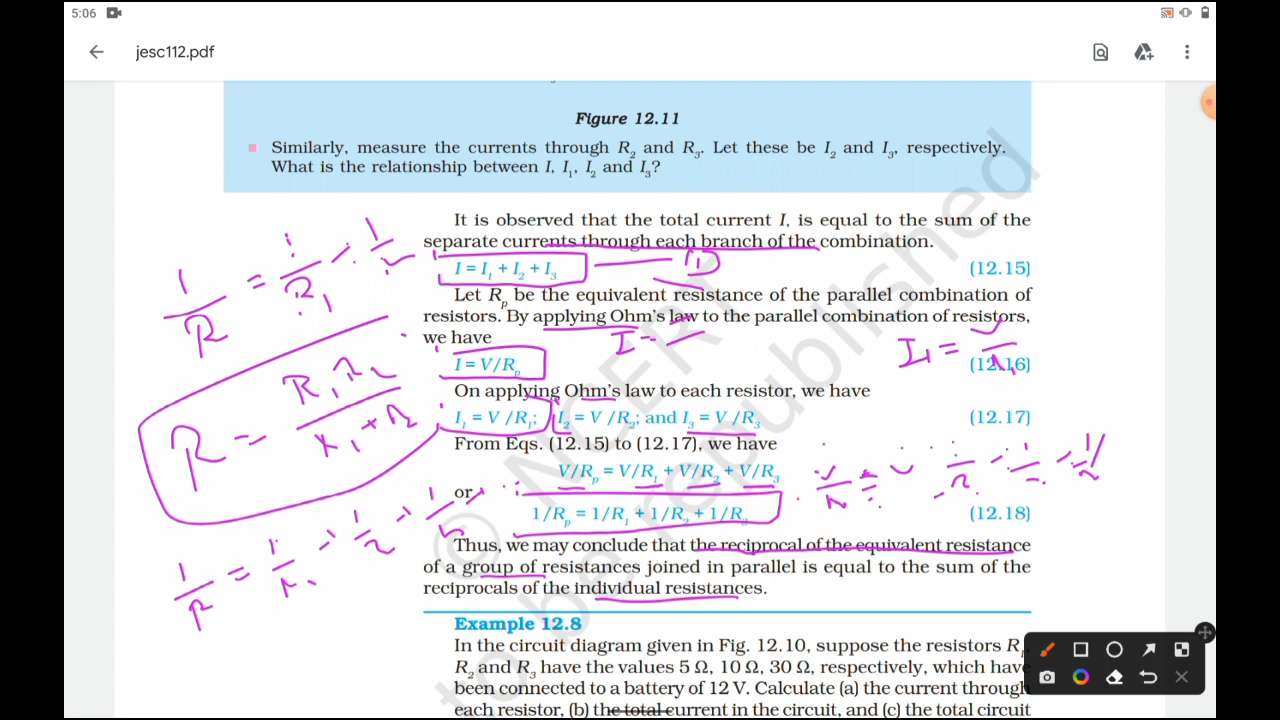 5:06
jesc112.pdf
Figure 12.11
Similarly, measure the currents through R₂ and R₃. Let these be I₂ and I₃, respectively.
What is the relationship between I, I₁, I₂ and I₃?
It is observed that the total current I, is equal to the sum of the
separate currents through each branch of the combination.
I = I₁ + I₂ + I₃ (12.15)
Let Rₚ be the equivalent resistance of the parallel combination of
resistors. By applying Ohm's law to the parallel combination of resistors,
we have
I = V/Rₚ (12.16)
On applying Ohm's law to each resistor, we have
I₁ = V /R₁; I₂ = V /R₂; and I₃ = V /R₃ (12.17)
From Eqs. (12.15) to (12.17), we have
V/Rₚ = V/R₁ + V/R₂ + V/R₃
or
1/Rₚ = 1/R₁ + 1/R₂ + 1/R₃ (12.18)
Thus, we may conclude that the reciprocal of the equivalent resistance
of a group of resistances joined in parallel is equal to the sum of the
reciprocals of the individual resistances.
Example 12.8
In the circuit diagram given in Fig. 12.10, suppose the resistors R₁,
R₂ and R₃ have the values 5 Ω, 10 Ω, 30 Ω, respectively, which have
been connected to a battery of 12 V. Calculate (a) the current through
each resistor, (b) the total current in the circuit, and (c) the total circuit
© NCERT
to be republished
R = R₁R₂ / R₁+R₂